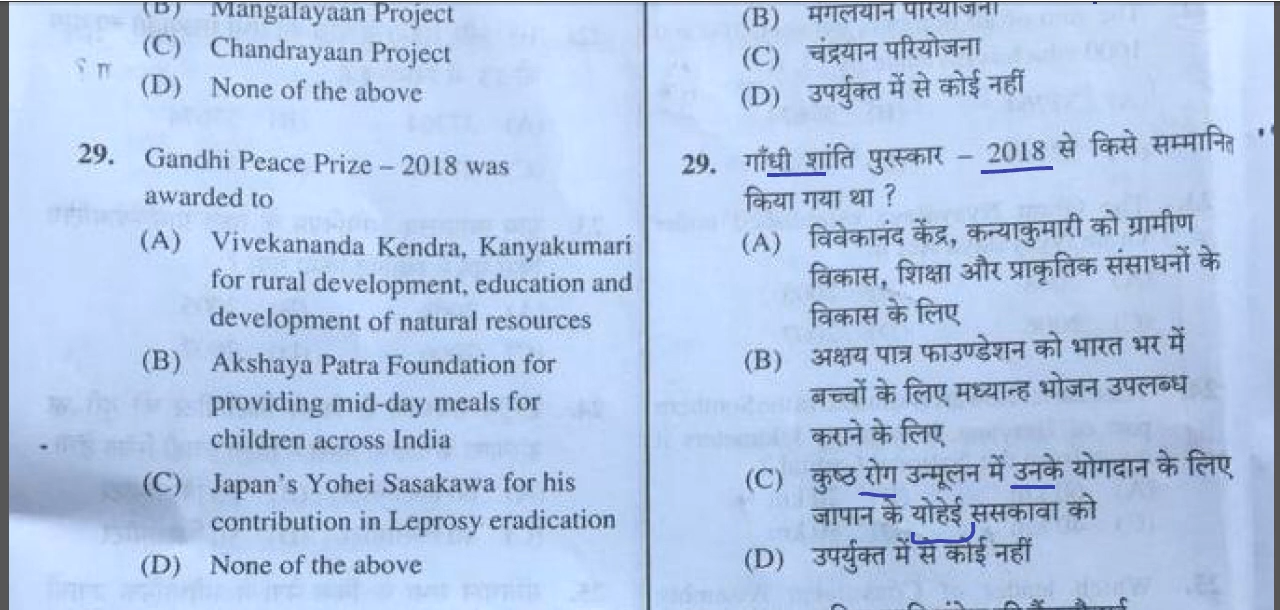 (B) Mangalayaan Project
(C) Chandrayaan Project
(D) None of the above
29. Gandhi Peace Prize – 2018 was
awarded to
(A) Vivekananda Kendra, Kanyakumari
for rural development, education and
development of natural resources
(B) Akshaya Patra Foundation for
providing mid-day meals for
children across India
(C) Japan's Yohei Sasakawa for his
contribution in Leprosy eradication
(D) None of the above
(B) मंगलयान परियोजना
(C) चंद्रयान परियोजना
(D) उपर्युक्त में से कोई नहीं
29. गाँधी शांति पुरस्कार – 2018 से किसे सम्मानित
किया गया था ?
(A) विवेकानंद केंद्र, कन्याकुमारी को ग्रामीण
विकास, शिक्षा और प्राकृतिक संसाधनों के
विकास के लिए
(B) अक्षय पात्र फाउण्डेशन को भारत भर में
बच्चों के लिए मध्यान्ह भोजन उपलब्ध
कराने के लिए
(C) कुष्ठ रोग उन्मूलन में उनके योगदान के लिए
जापान के योहेई ससकावा को
(D) उपर्युक्त में से कोई नहीं